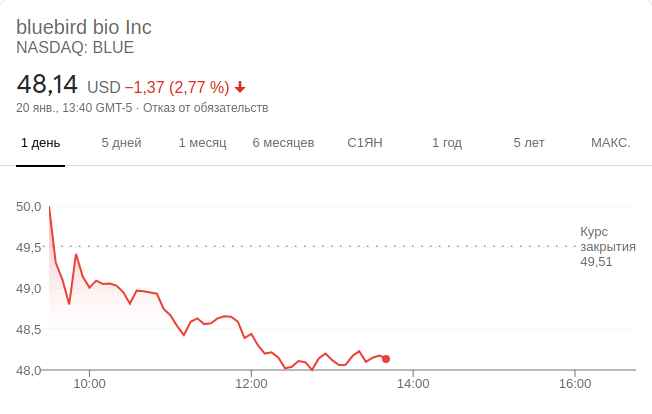 bluebird bio Inc
NASDAQ: BLUE
48,14 USD −1,37 (2,77 %)
20 янв., 13:40 GMT-5 · Отказ от обязательств
1 день 5 дней 1 месяц 6 месяцев С1ЯН 1 год 5 лет МАКС.
50,0
49,5
49,0
48,5
48,0
Курс
закрытия
49,51
10:00 12:00 14:00 16:00